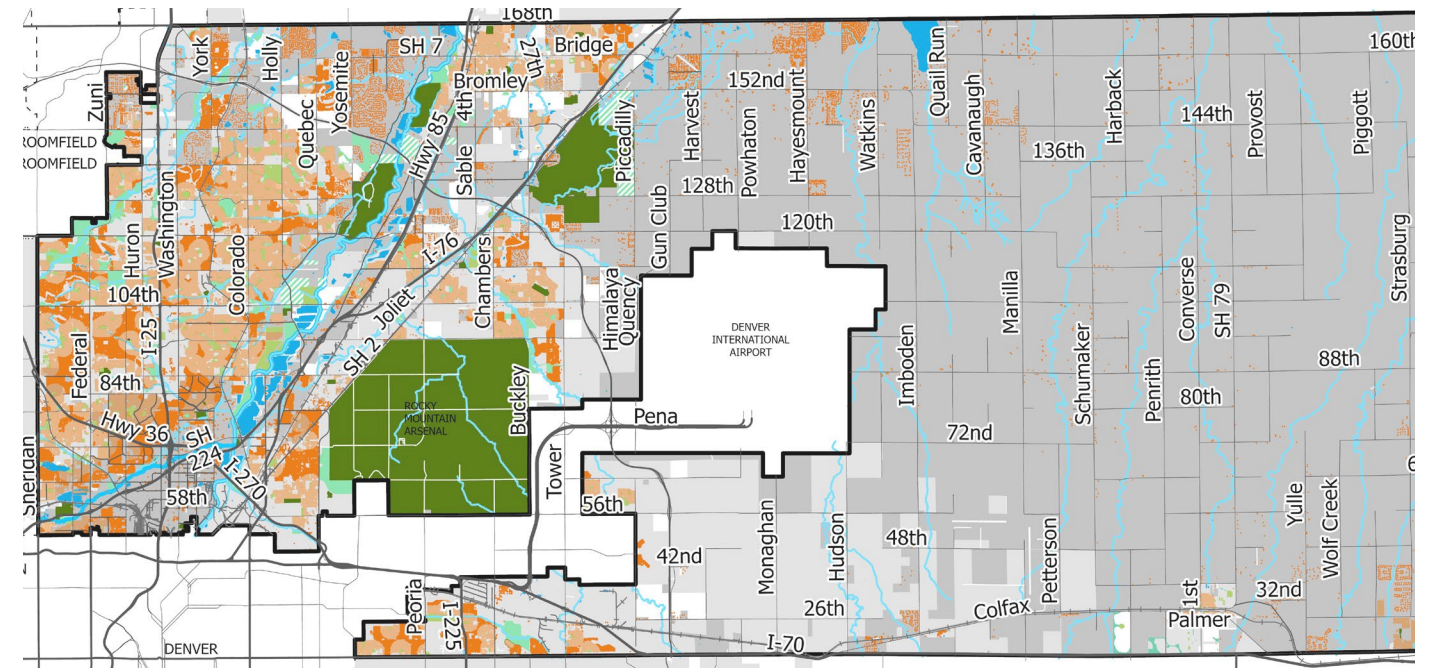 168th
York
Holly
SH 7
27th
Bridge
160th
Yosemite
Bromley
152nd
Quail Run
Zuni
4th
Hayesmount
Harback
Quebec
Piccadilly
Harvest
Powhaton
Watkins
Cavanaugh
144th
Provost
Piggott
ROOMFIELD
ROOMFIELD
Hwy 85
Sable
136th
128th
Washington
Huron
Gun Club
120th
Strasburg
I-76
Colorado
Chambers
104th
Himalaya
Quency
Manilla
Converse
SH 79
I-25
Joliet
SH 2
DENVER
INTERNATIONAL
AIRPORT
Federal
Imboden
Schumaker
88th
84th
Penrith
80th
ROCKY
MOUNTAIN
ARSENAL
Buckley
Pena
Hwy 36
SH
224
72nd
I-270
Sheridan
Tower
58th
56th
Yulle
Wolf Creek
42nd
Monaghan
Hudson
48th
Petterson
Peoria
I-225
26th
Colfax
1st
32nd
Palmer
I-70
DENVER